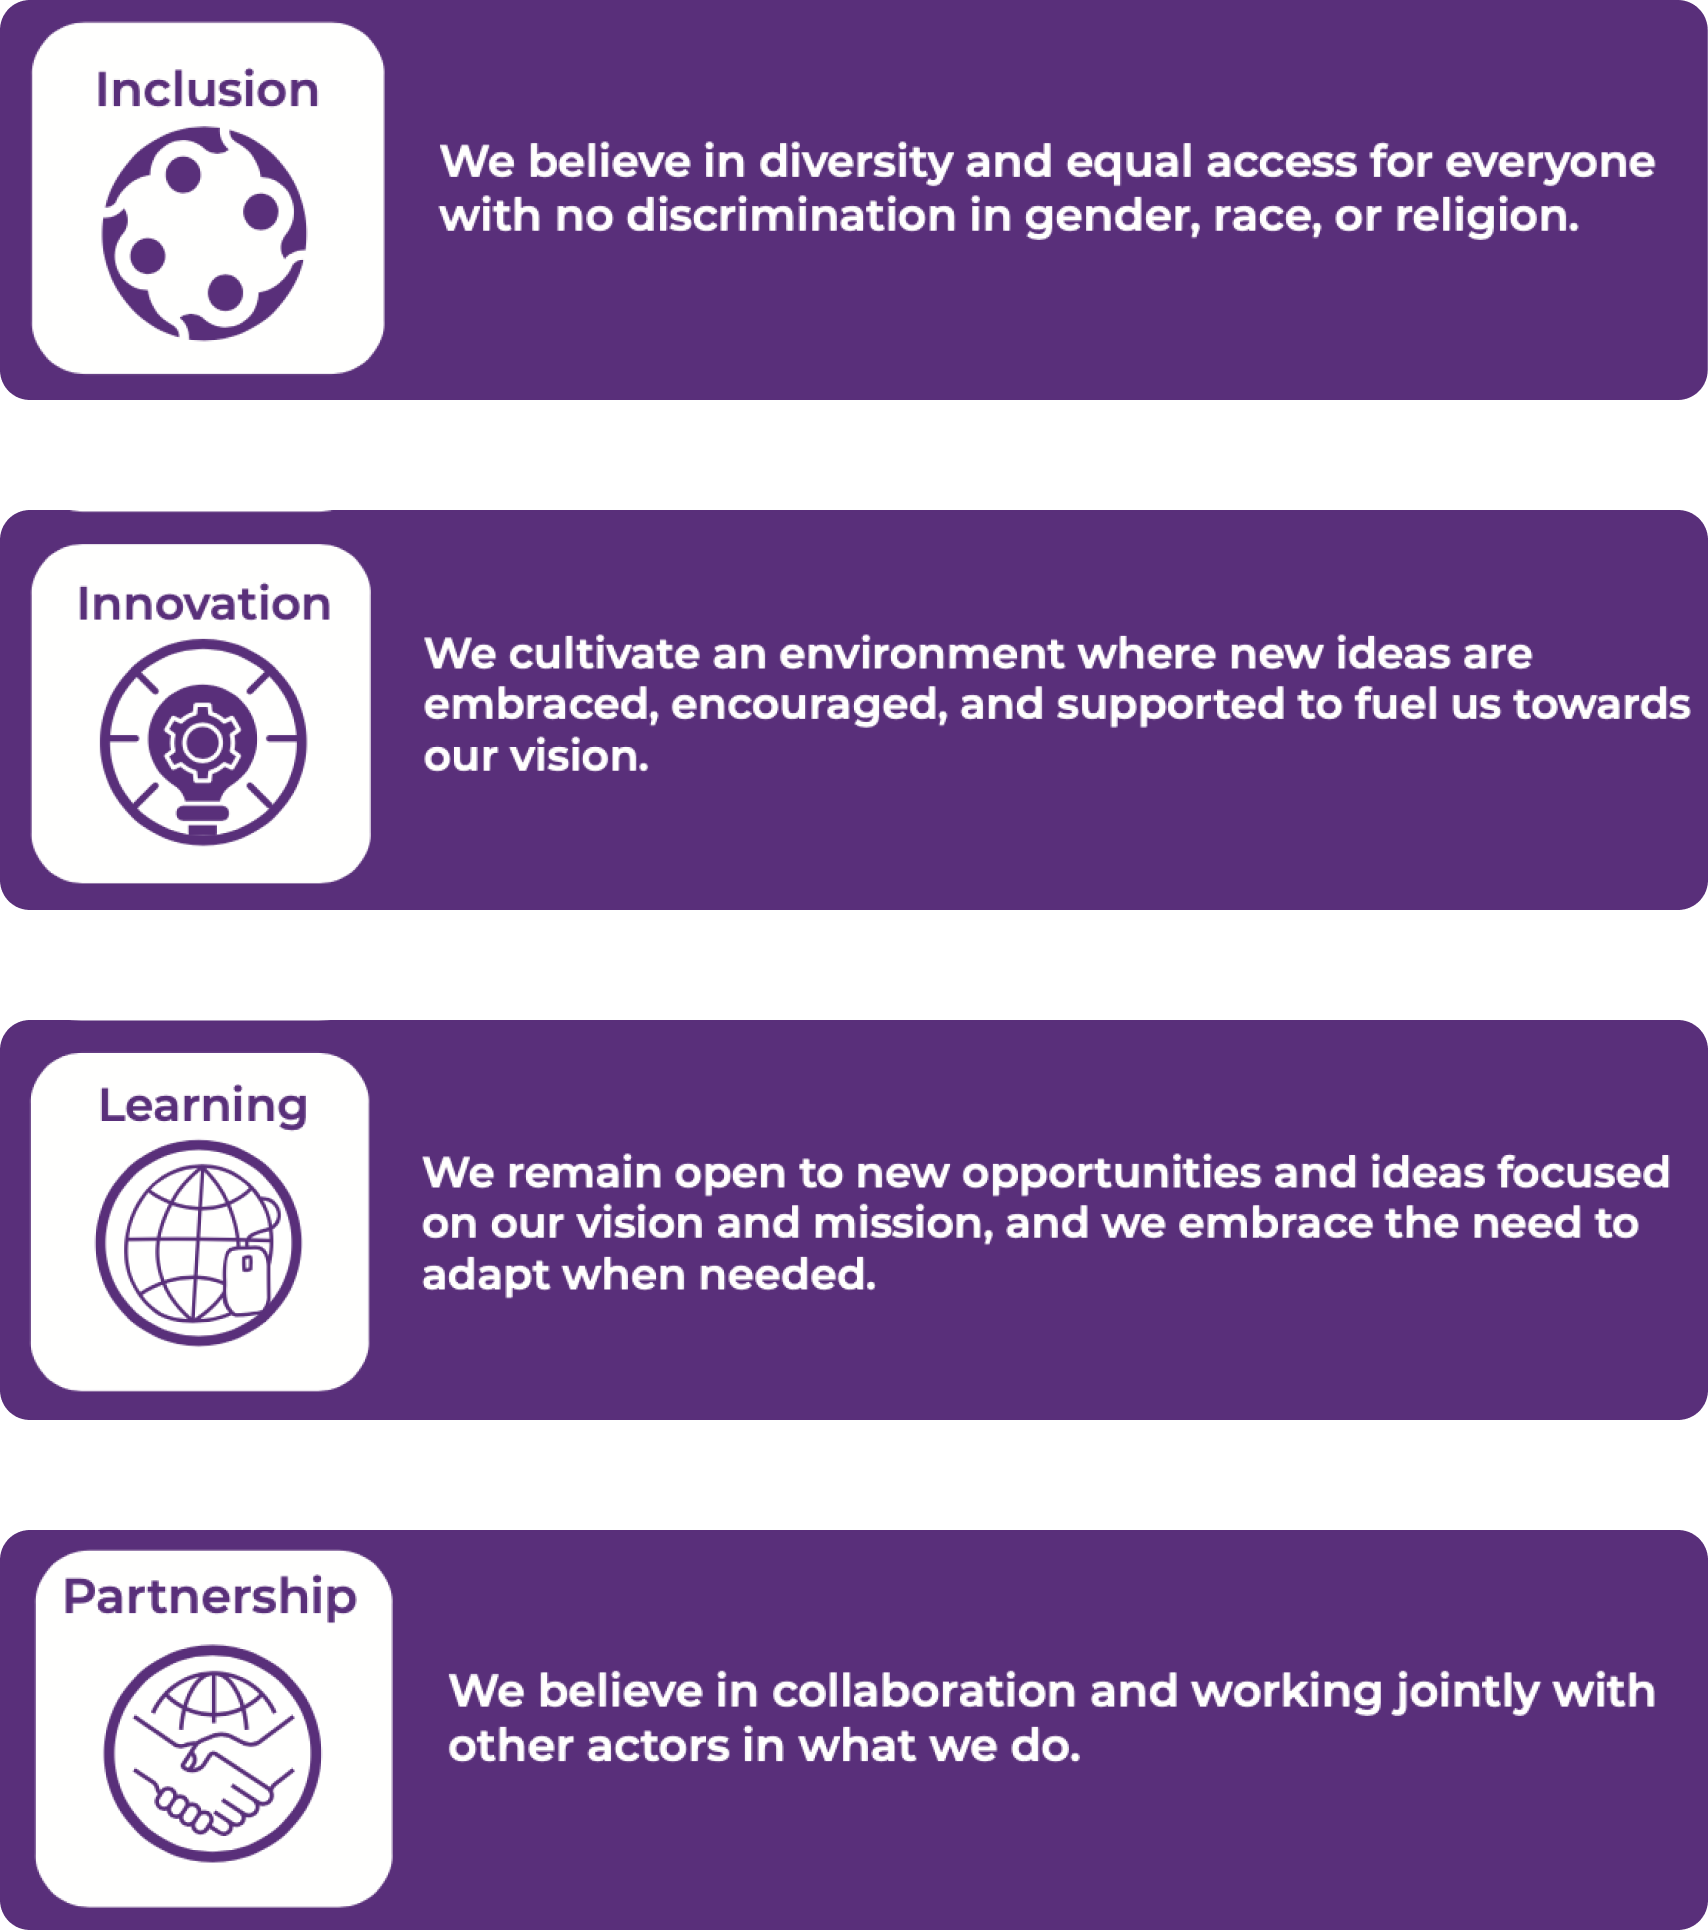 Inclusion
We believe in diversity and equal access for everyone
with no discrimination in gender, race, or religion.
Innovation
We cultivate an environment where new ideas are
embraced, encouraged, and supported to fuel us towards
our vision.
Learning
We remain open to new opportunities and ideas focused
on our vision and mission, and we embrace the need to
adapt when needed.
Partnership
We believe in collaboration and working jointly with
other actors in what we do.